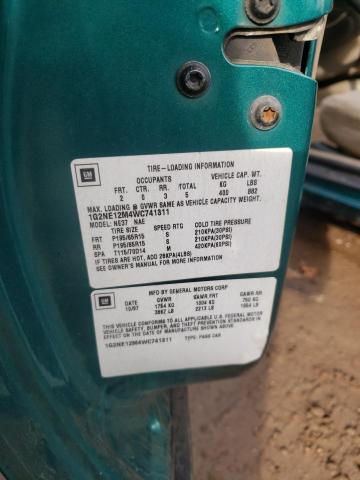 GM
TIRE-LOADING INFORMATION
OCCUPANTS VEHICLE CAP. WT.
FRT. CTR. RR. TOTAL KG LBS
2 0 3 5 400 882
MAX. LOADING @ GVWR SAME AS VEHICLE CAPACITY WEIGHT.
1G2NE12M4WC741811
MODEL: NE37 NAE
TIRE SIZE SPEED RTG COLD TIRE PRESSURE
FRT P195/65R15 S 210KPA(30PSI)
RR P195/65R15 S 210KPA(30PSI)
SPA T115/70D14 M 420KPA(60PSI)
IF TIRES ARE HOT, ADD 28KPA(4LBS)
SEE OWNER'S MANUAL FOR MORE INFORMATION.
GM
MFD BY GENERAL MOTORS CORP
DATE GVWR GAWR FRT GAWR RR
10/97 1754 KG 1004 KG 750 KG
3867 LB 2213 LB 1654 LB
THIS VEHICLE CONFORMS TO ALL APPLICABLE U.S. FEDERAL MOTOR VEHICLE SAFETY, BUMPER, AND THEFT PREVENTION STANDARDS IN
EFFECT ON THE DATE OF MANUFACTURE SHOWN ABOVE.
1G2NE12M4WC741811 TYPE: PASS CAR